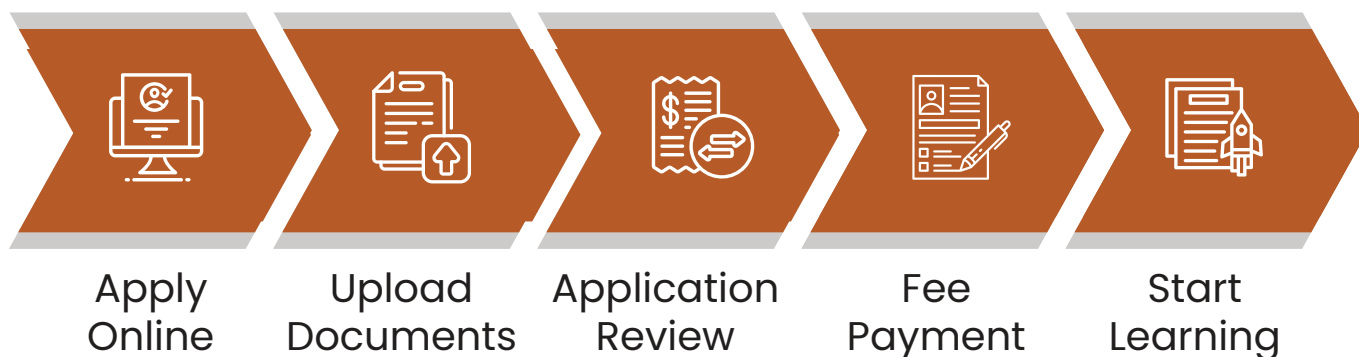 Apply
Online
Upload
Documents
$
Application
Review
Fee
Payment
Start
Learning